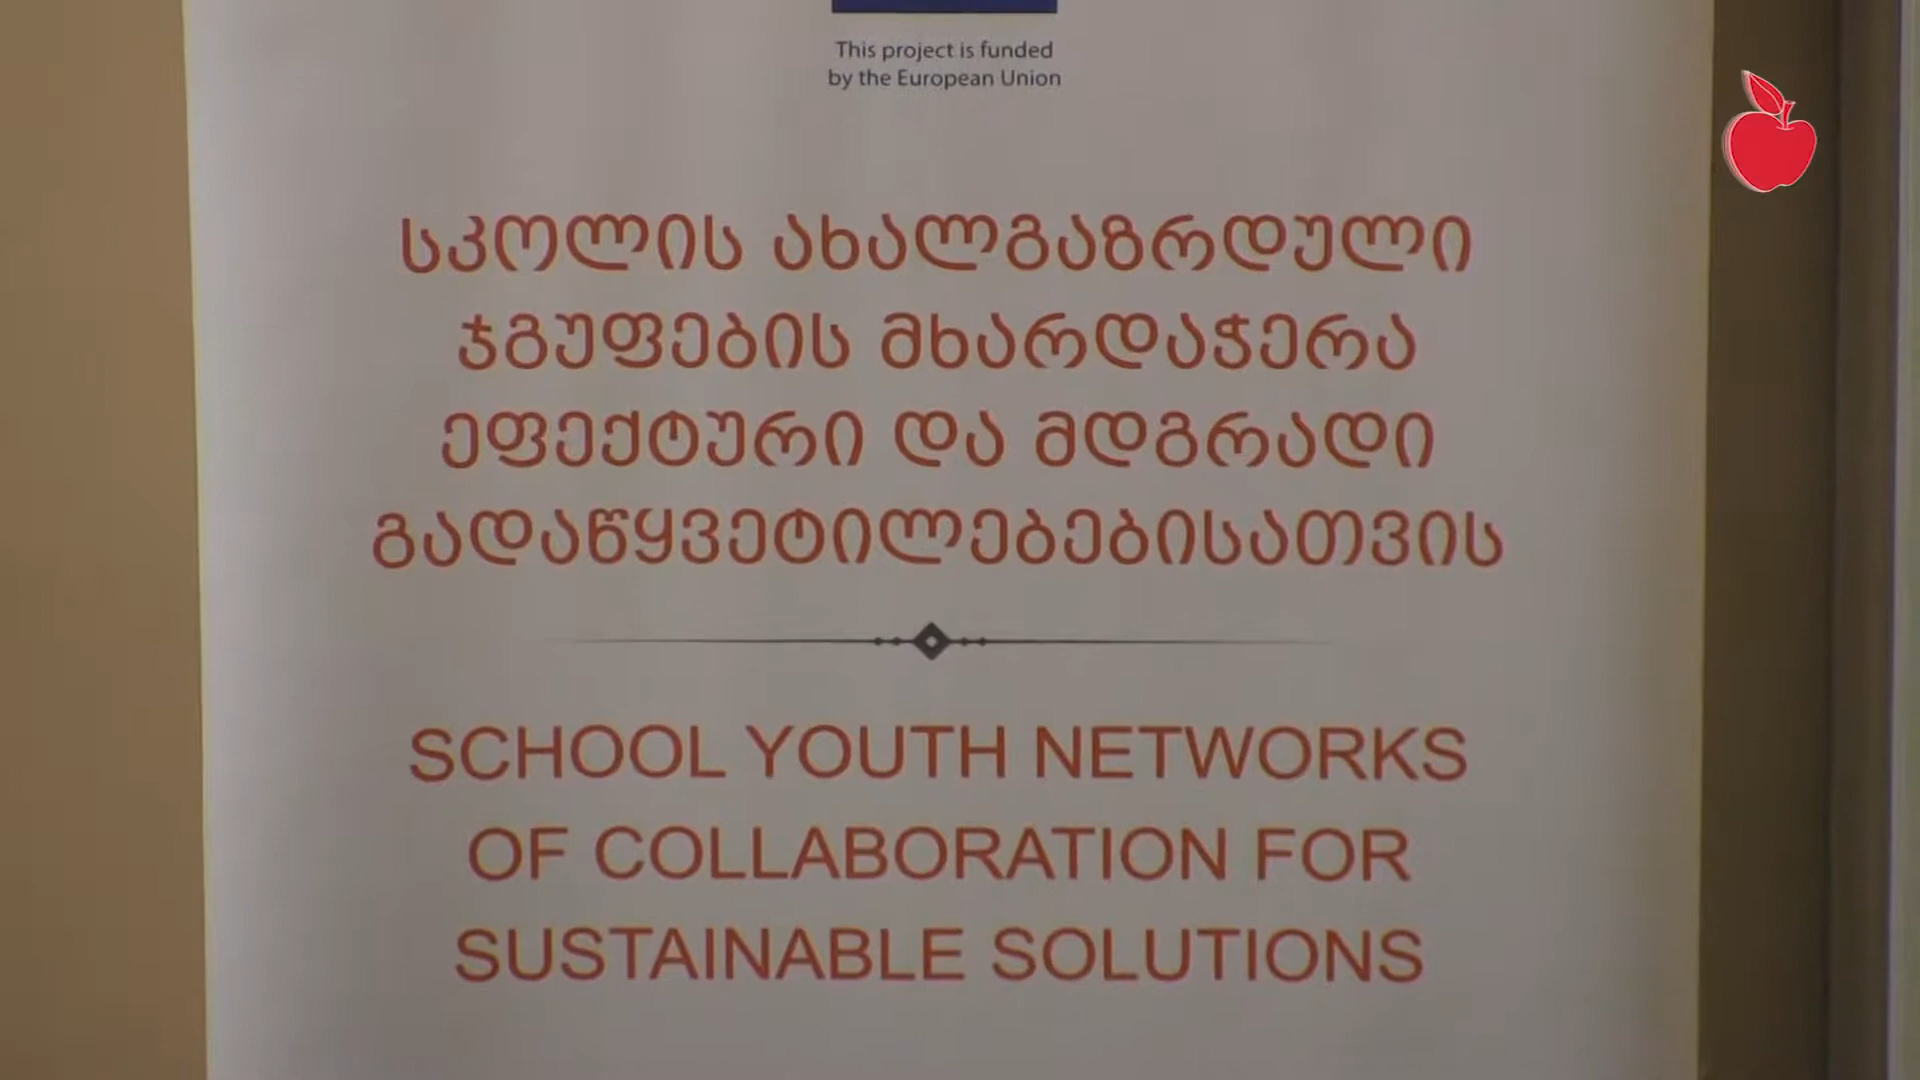 This project is funded
by the European Union
სკოლის ახალგაზრდული
ჯგუფების მხარდაჭერა
ეფექტური და მდგრადი
გადაწყვეტილებებისათვის
SCHOOL YOUTH NETWORKS
OF COLLABORATION FOR
SUSTAINABLE SOLUTIONS